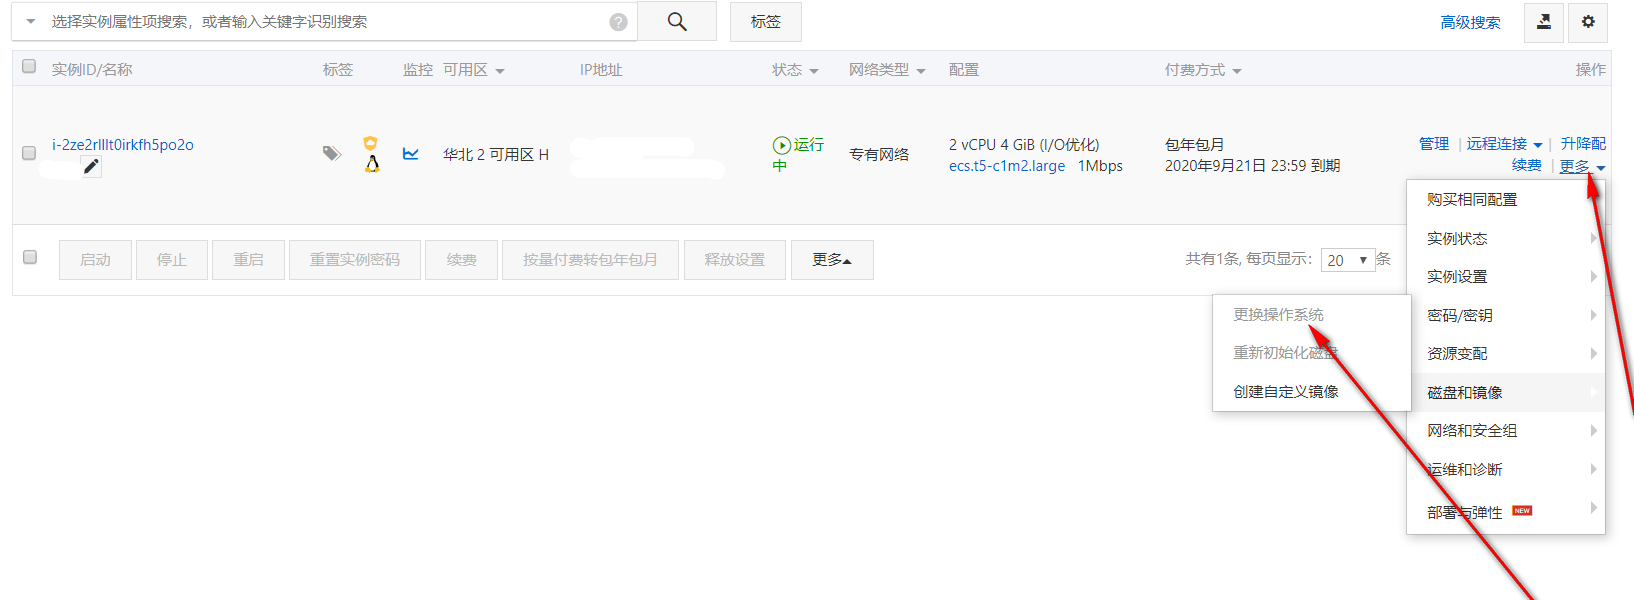 选择实例属性项搜索，或者输入关键字识别搜索
?
标签
高级搜索
实例ID/名称 标签 监控 可用区 IP地址 状态 网络类型 配置 付费方式 操作
i-2ze2rlllt0irkfh5po2o
华北 2 可用区 H
运行
中
专有网络
2 vCPU 4 GiB (I/O优化)
ecs.t5-c1m2.large 1Mbps
包年包月
2020年9月21日 23:59 到期
管理 | 远程连接 | 升降配
续费 | 更多
启动 停止 重启 重置实例密码 续费 按量付费转包年包月 释放设置 更多
共有1条, 每页显示: 20 条
购买相同配置
实例状态
实例设置
密码/密钥
资源变配
磁盘和镜像
网络和安全组
运维和诊断
部署与弹性 NEW
更换操作系统
重新初始化磁盘
创建自定义镜像